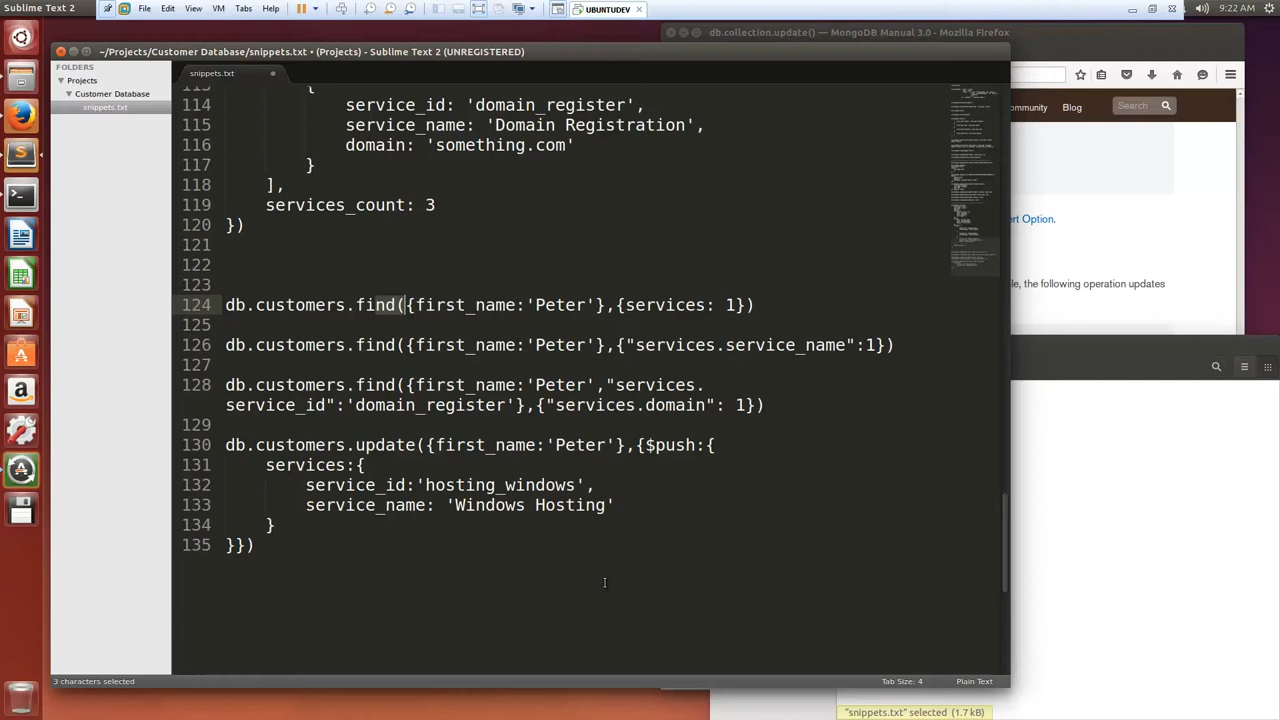 Sublime Text 2
File
Edit
View
VM
Tabs
Help
UBUNTUDEV
9:22 AM
~/Projects/Customer Database/snippets.txt • (Projects) - Sublime Text 2 (UNREGISTERED)
db.collection.update() — MongoDB Manual 3.0 - Mozilla Firefox
FOLDERS
Projects
Customer Database
snippets.txt
snippets.txt
ommunity
Blog
Search
ert Option.
le, the following operation updates
113 {
114 service_id: 'domain_register',
115 service_name: 'Domain Registration',
116 domain: 'something.com'
117 }
118 ],
119 services_count:
120 })
121
122
123
124 db.customers.find({first_name:'Peter'},{services: 1})
125
126 db.customers.find({first_name:'Peter'},{"services.service_name":1})
127
128 db.customers.find({first_name:'Peter',"services.
service_id":'domain_register'},{"services.domain": 1})
129
130 db.customers.update({first_name:'Peter'},{$push:{
131 services:{
132 service_id:'hosting_windows',
133 service_name: 'Windows Hosting'
134 }
135 }})
3 characters selected
Tab Size: 4
Plain Text
"snippets.txt" selected (1.7 kB)